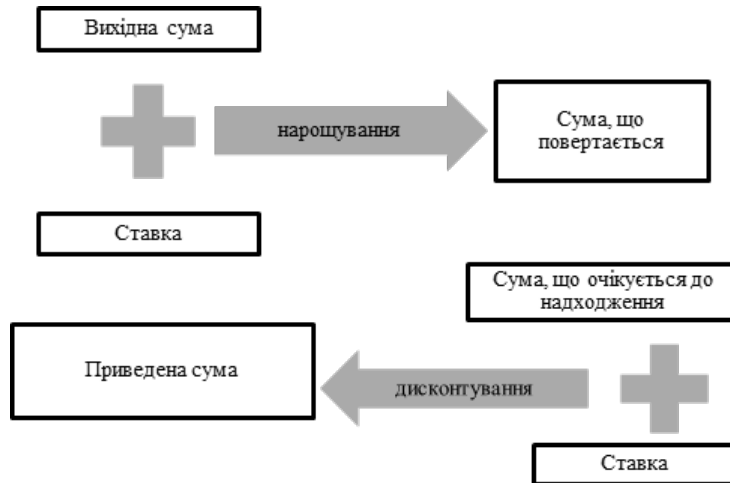 Вихідна сума
нарощування
Сума, що
повертається
Ставка
Сума, що очікується до
надходження
Приведена сума
дисконтування
Ставка